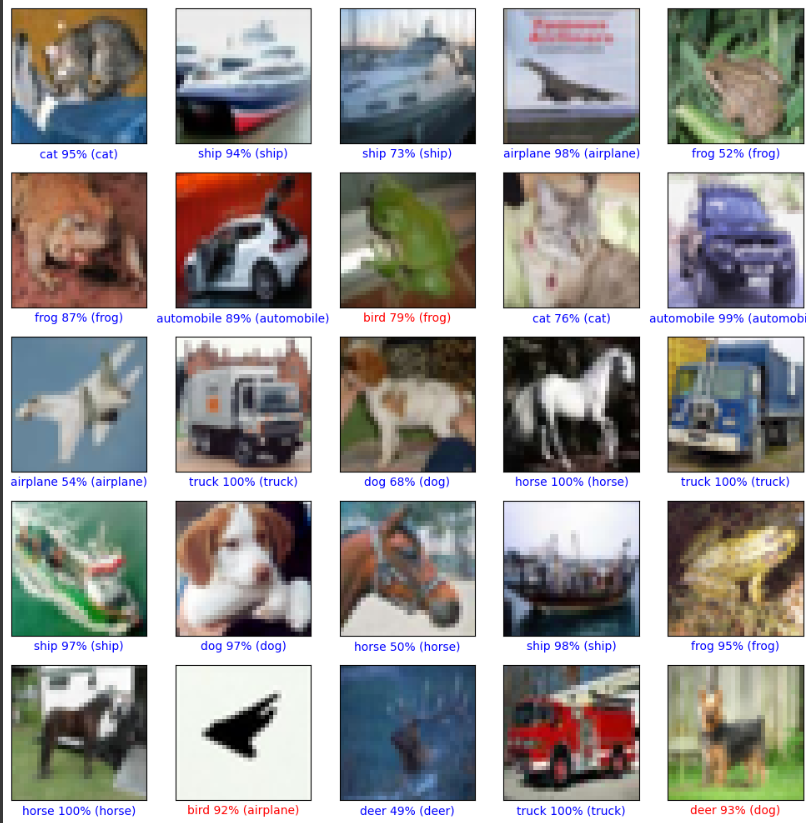 cat 95% (cat)
ship 94% (ship)
ship 73% (ship)
airplane 98% (airplane)
frog 52% (frog)
frog 87% (frog)
automobile 89% (automobile)
bird 79% (frog)
cat 76% (cat)
automobile 99% (automobi
airplane 54% (airplane)
truck 100% (truck)
dog 68% (dog)
horse 100% (horse)
truck 100% (truck)
ship 97% (ship)
dog 97% (dog)
horse 50% (horse)
ship 98% (ship)
frog 95% (frog)
horse 100% (horse)
bird 92% (airplane)
deer 49% (deer)
truck 100% (truck)
deer 93% (dog)